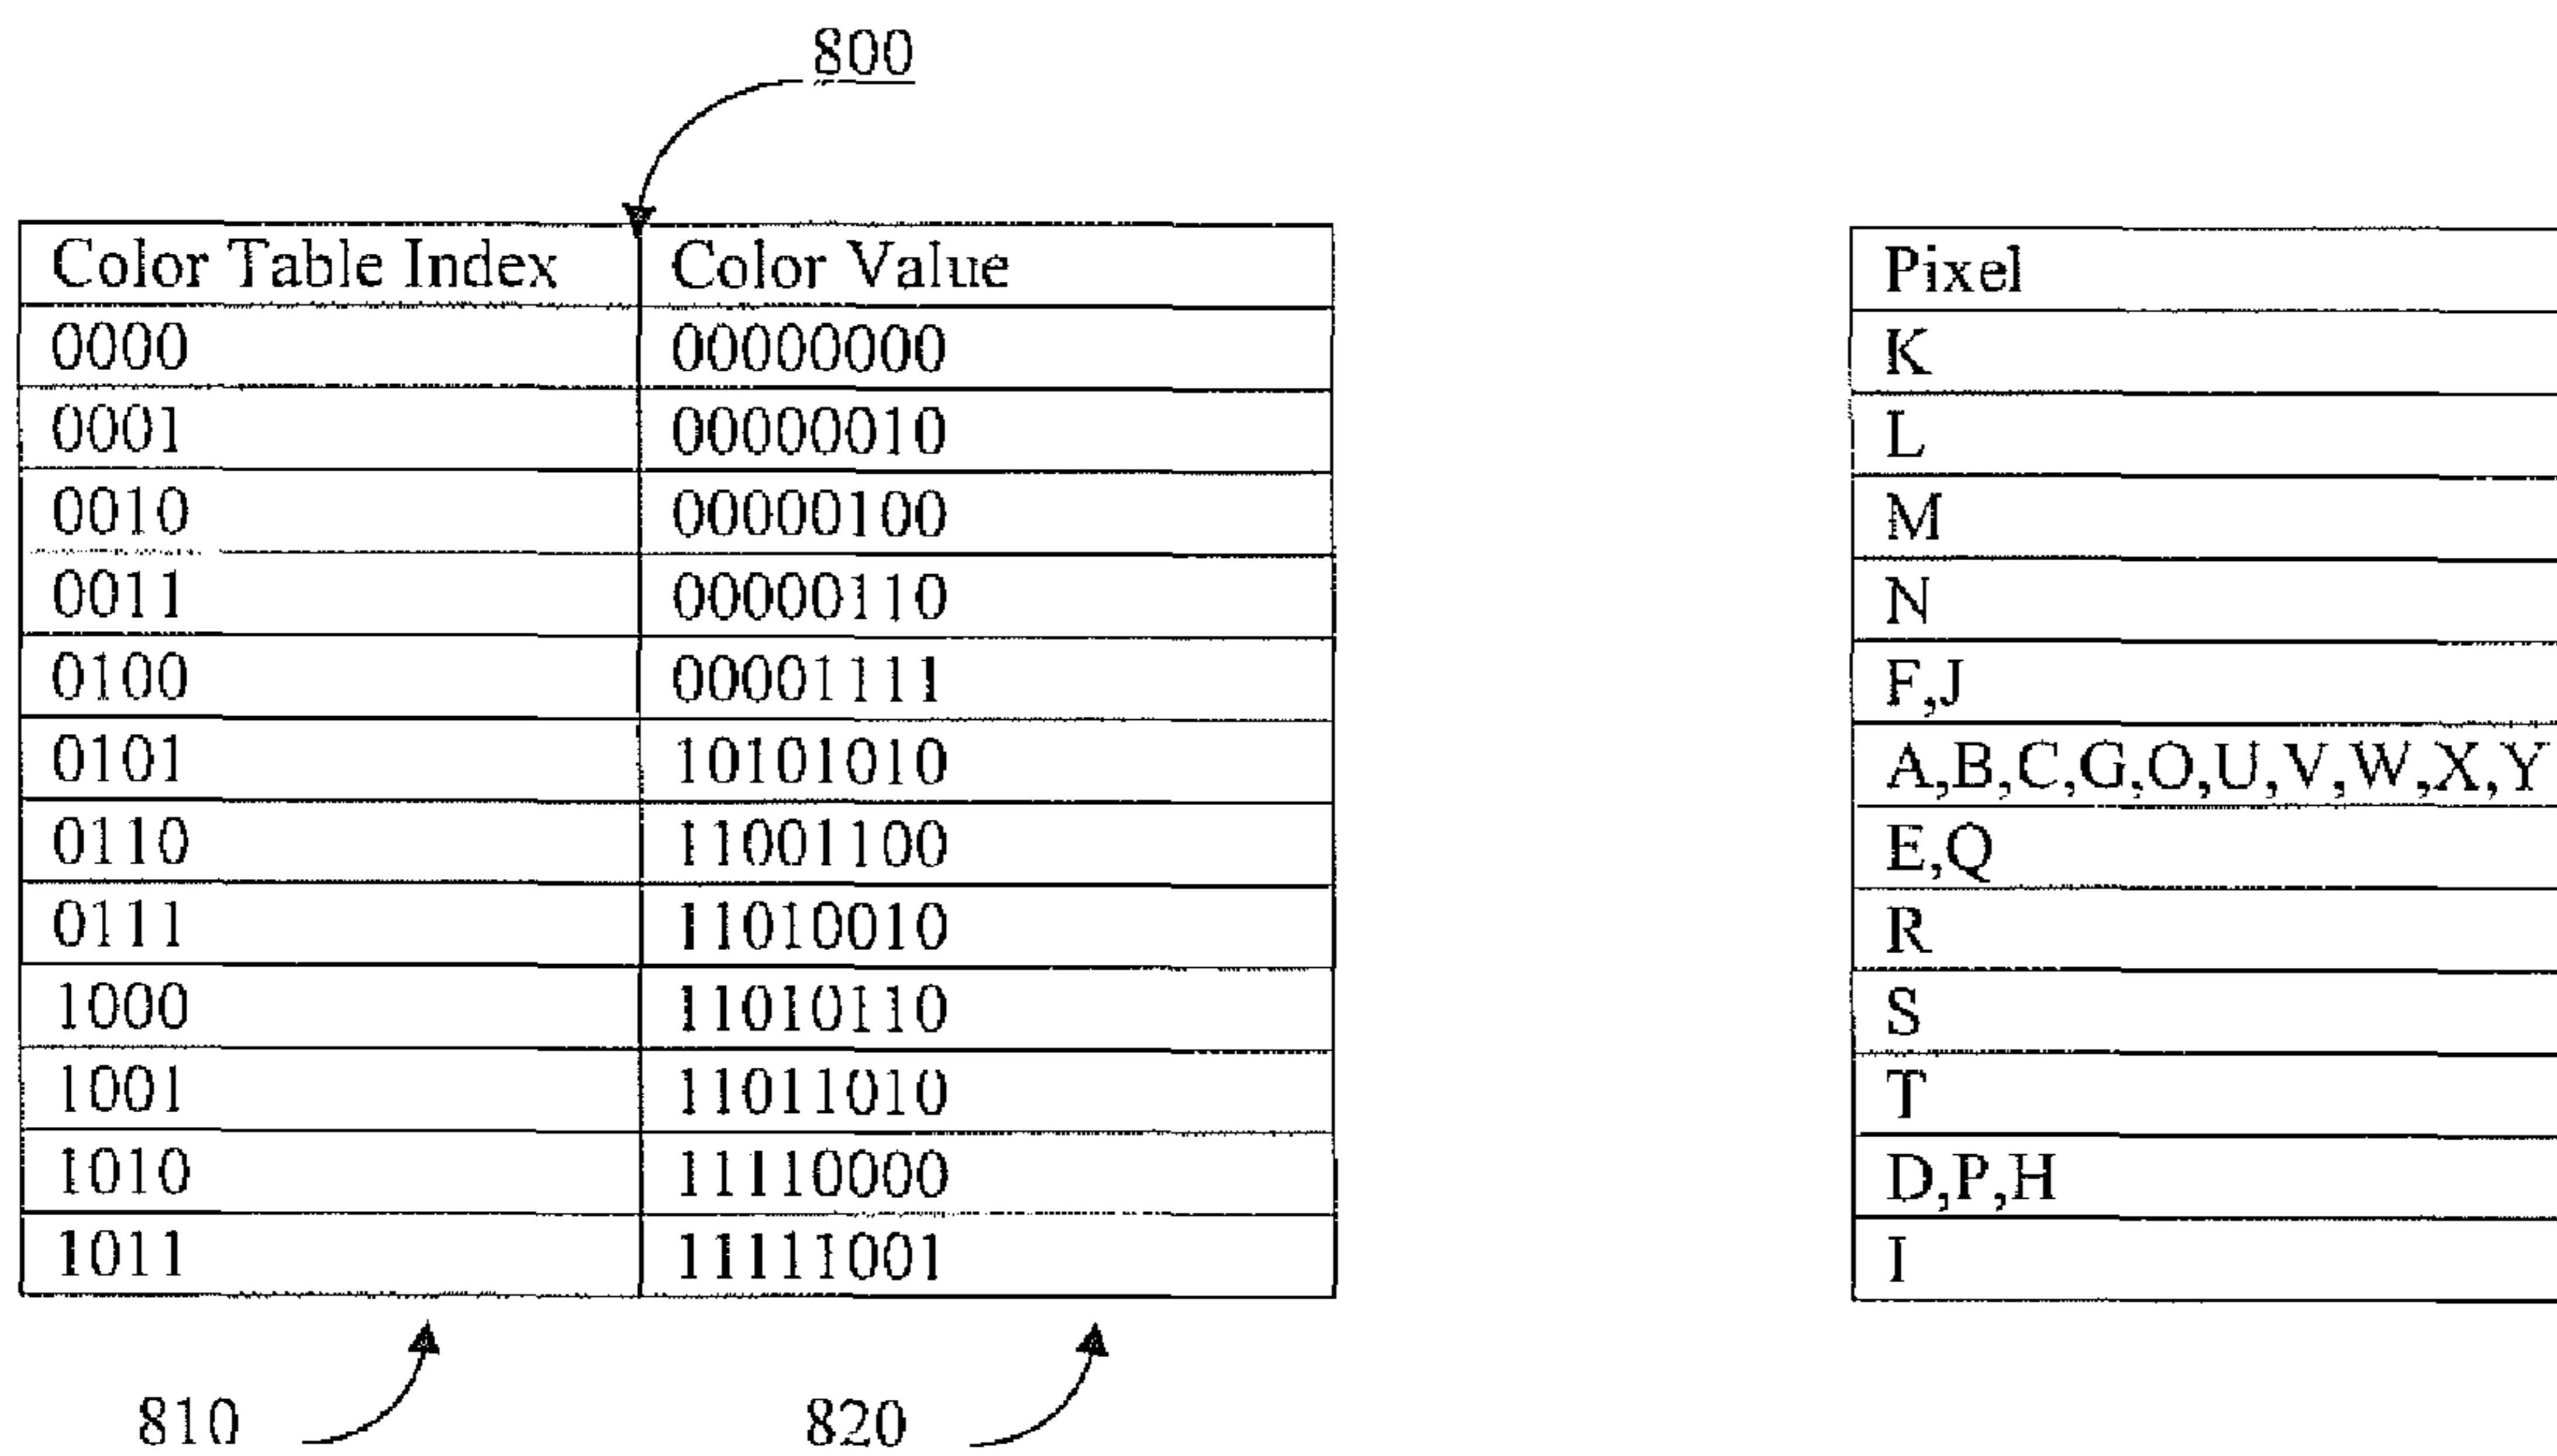 800
Color Table Index Color Value Pixel
0000 00000000 K
0001 00000010 L
0010 00000100 M
0011 00000110 N
0100 00001111 F,J
0101 10101010 A,B,C,G,O,U,V,W,X,Y
0110 11001100 E,Q
0111 11010010 R
1000 11010110 S
1001 11011010 T
1010 11110000 D,P,H
1011 11111001 I
810 820